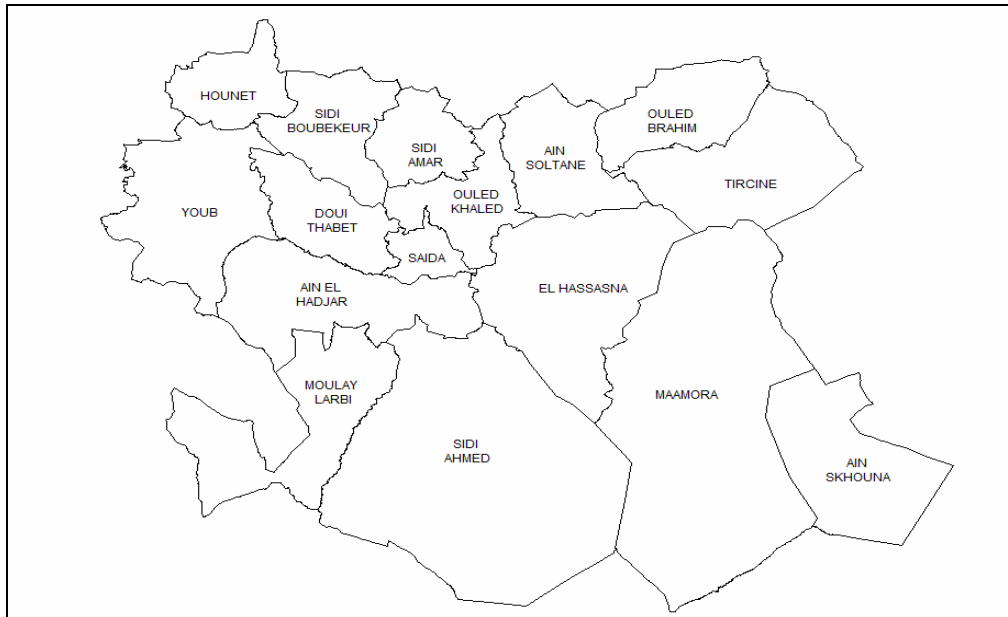 HOUNET
SIDI
BOUBEKEUR
SIDI
AMAR
AIN
SOLTANE
OULED
BRAHIM
TIRCINE
YOUB
DOUI
THABET
OULED
KHALED
SAIDA
AIN EL
HADJAR
EL HASSASNA
MOULAY
LARBI
MAAMORA
SIDI
AHMED
AIN
SKHOUNA